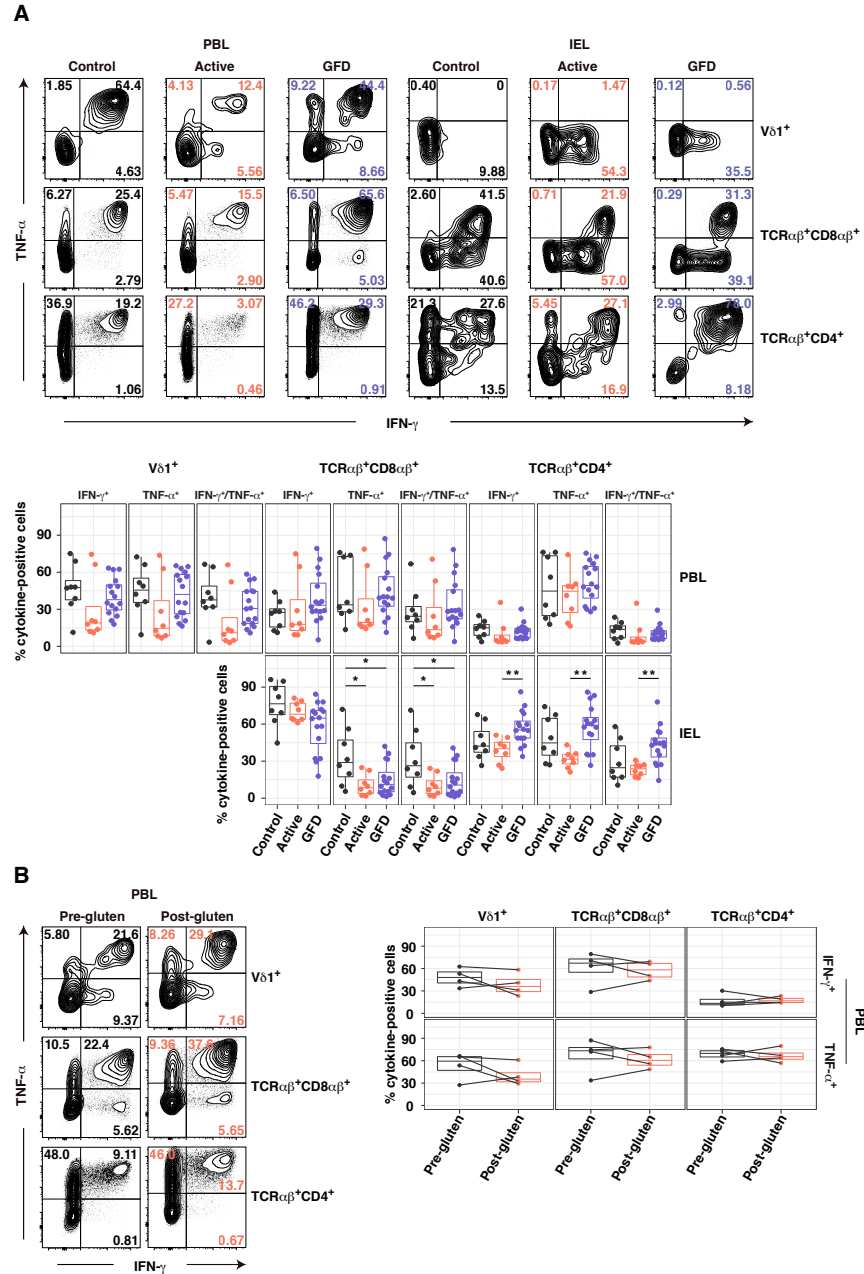 A
PBL IEL
Control Active GFD Control Active GFD
1.85 64.4 4.13 12.4 9.22 44.4 0.40 0 0.17 1.47 0.12 0.56
Vδ1⁺
4.63 5.56 8.66 9.88 54.3 35.5
6.27 25.4 5.47 15.5 6.50 65.6 2.60 41.5 0.71 21.9 0.29 31.3
TNF-α
TCRαβ⁺CD8αβ⁺
2.79 2.90 5.03 40.6 57.0 39.1
36.9 19.2 27.2 3.07 46.2 29.3 21.3 27.6 5.45 27.1 2.99 78.0
TCRαβ⁺CD4⁺
1.06 0.46 0.91 13.5 16.9 8.18
IFN-γ
Vδ1⁺ TCRαβ⁺CD8αβ⁺ TCRαβ⁺CD4⁺
IFN-γ⁺ TNF-α⁺ IFN-γ⁺/TNF-α⁺ IFN-γ⁺ TNF-α⁺ IFN-γ⁺/TNF-α⁺ IFN-γ⁺ TNF-α⁺ IFN-γ⁺/TNF-α⁺
% cytokine-positive cells
90
60
30
0
PBL
% cytokine-positive cells
90
60
30
0
* * * * ** ** **
IEL
Control Active GFD Control Active GFD Control Active GFD Control Active GFD Control Active GFD Control Active GFD
B
PBL
Pre-gluten Post-gluten
5.80 21.6 8.26
Vδ1⁺
9.37 7.16
10.5 22.4 9.36 37.6
TNF-α
TCRαβ⁺CD8αβ⁺
5.62 5.65
48.0 9.11 46.0
13.7
TCRαβ⁺CD4⁺
0.81 0.67
IFN-γ
Vδ1⁺ TCRαβ⁺CD8αβ⁺ TCRαβ⁺CD4⁺
% cytokine-positive cells
90
60
30
0
IFN-γ⁺
90
60
30
0
TNF-α⁺
PBL
Pre-gluten Post-gluten Pre-gluten Post-gluten Pre-gluten Post-gluten